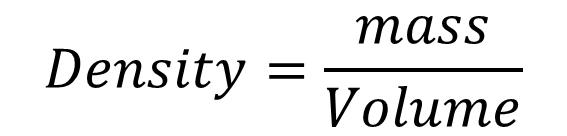 Density = mass / Volume